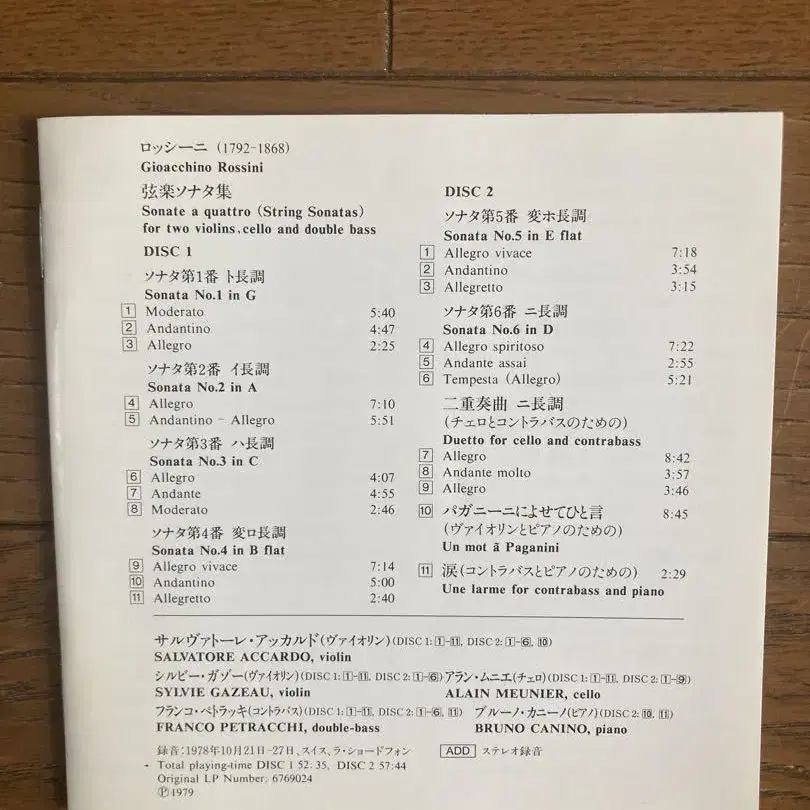 ロッシーニ (1792-1868)
Gioacchino Rossini
弦楽ソナタ集
Sonate a quattro (String Sonatas)
for two violins, cello and double bass
DISC 1
ソナタ第1番 ト長調
Sonata No.1 in G
1 Moderato 5:40
2 Andantino 4:47
3 Allegro 2:25
ソナタ第2番 イ長調
Sonata No.2 in A
4 Allegro 7:10
5 Andantino – Allegro 5:51
ソナタ第3番 ハ長調
Sonata No.3 in C
6 Allegro 4:07
7 Andante 4:55
8 Moderato 2:46
ソナタ第4番 変ロ長調
Sonata No.4 in B flat
9 Allegro vivace 7:14
10 Andantino 5:00
11 Allegretto 2:40
DISC 2
ソナタ第5番 変ホ長調
Sonata No.5 in E flat
1 Allegro vivace 7:18
2 Andantino 3:54
3 Allegretto 3:15
ソナタ第6番 ニ長調
Sonata No.6 in D
4 Allegro spiritoso 7:22
5 Andante assai 2:55
6 Tempesta (Allegro) 5:21
二重奏曲 ニ長調
(チェロとコントラバスのための)
Duetto for cello and contrabass
7 Allegro 8:42
8 Andante molto 3:57
9 Allegro 3:46
10 パガニーニによせてひと言 8:45
(ヴァイオリンとピアノのための)
Un mot ã Paganini
11 涙(コントラバスとピアノのための) 2:29
Une larme for contrabass and piano
サルヴァトーレ・アッカルド(ヴァイオリン)(DISC 1: 1-11, DISC 2: 1-6, 10)
SALVATORE ACCARDO, violin
シルビー・ガゾー(ヴァイオリン)(DISC 1: 1-11, DISC 2: 1-6) アラン・ムニエ(チェロ)(DISC 1: 1-11, DISC 2: 1-9)
SYLVIE GAZEAU, violin ALAIN MEUNIER, cello
フランコ・ペトラッキ(コントラバス)(DISC 1: 1-11, DISC 2: 1-6, 11) ブルーノ・カニーノ(ピアノ)(DISC 2: 10, 11)
FRANCO PETRACCHI, double-bass BRUNO CANINO, piano
録音:1978年10月21日-27日、スイス、ラ・ショードフォン ADD ステレオ録音
Total playing-time DISC 1 52:35, DISC 2 57:44
Original LP Number: 6769024
Ⓟ1979